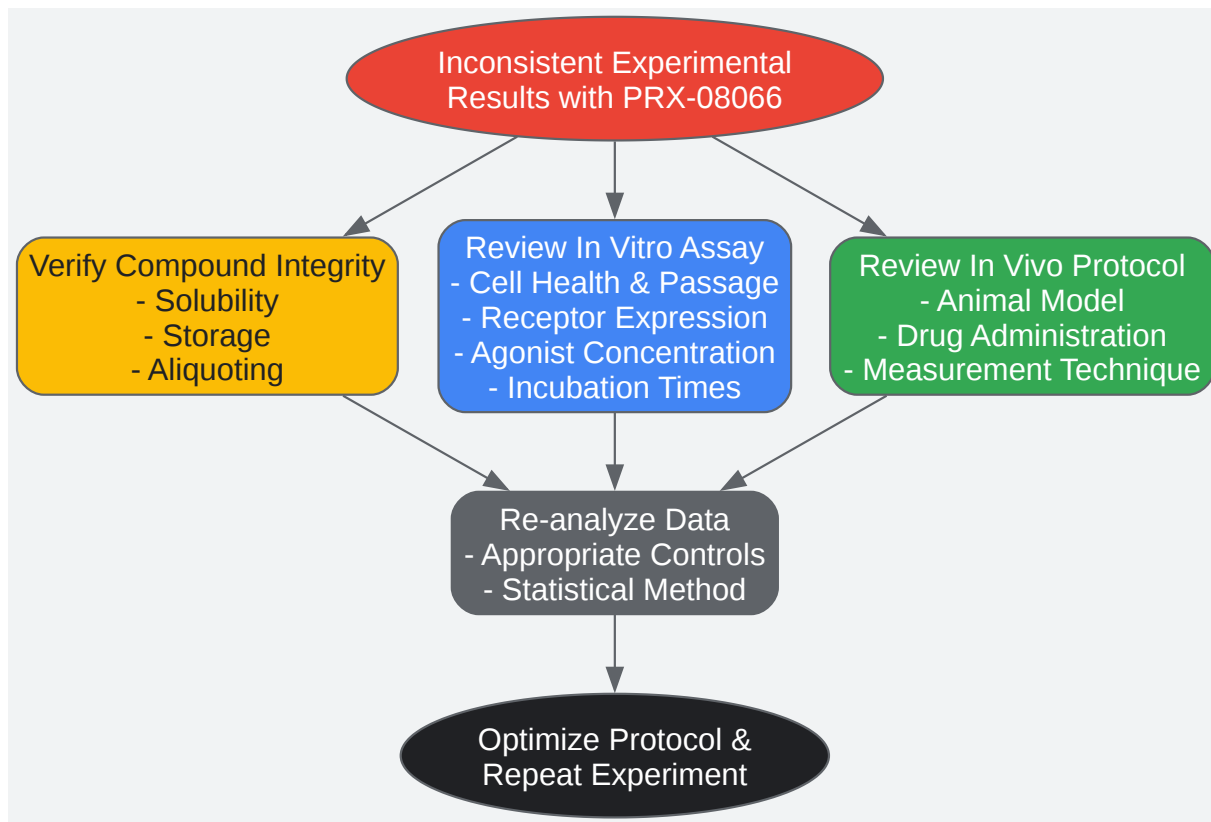 Inconsistent Experimental
Results with PRX-08066
Verify Compound Integrity
- Solubility
- Storage
- Aliquoting
Review In Vitro Assay
- Cell Health & Passage
- Receptor Expression
- Agonist Concentration
- Incubation Times
Review In Vivo Protocol
- Animal Model
- Drug Administration
- Measurement Technique
Re-analyze Data
- Appropriate Controls
- Statistical Method
Optimize Protocol &
Repeat Experiment